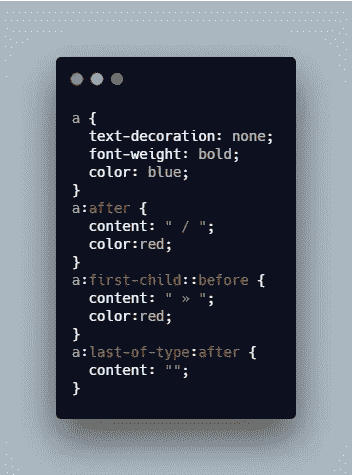 a {
  text-decoration: none;
  font-weight: bold;
  color: blue;
}
a:after {
  content: " / ";
  color:red;
}
a:first-child::before {
  content: " » ";
  color:red;
}
a:last-of-type:after {
  content: "";
}